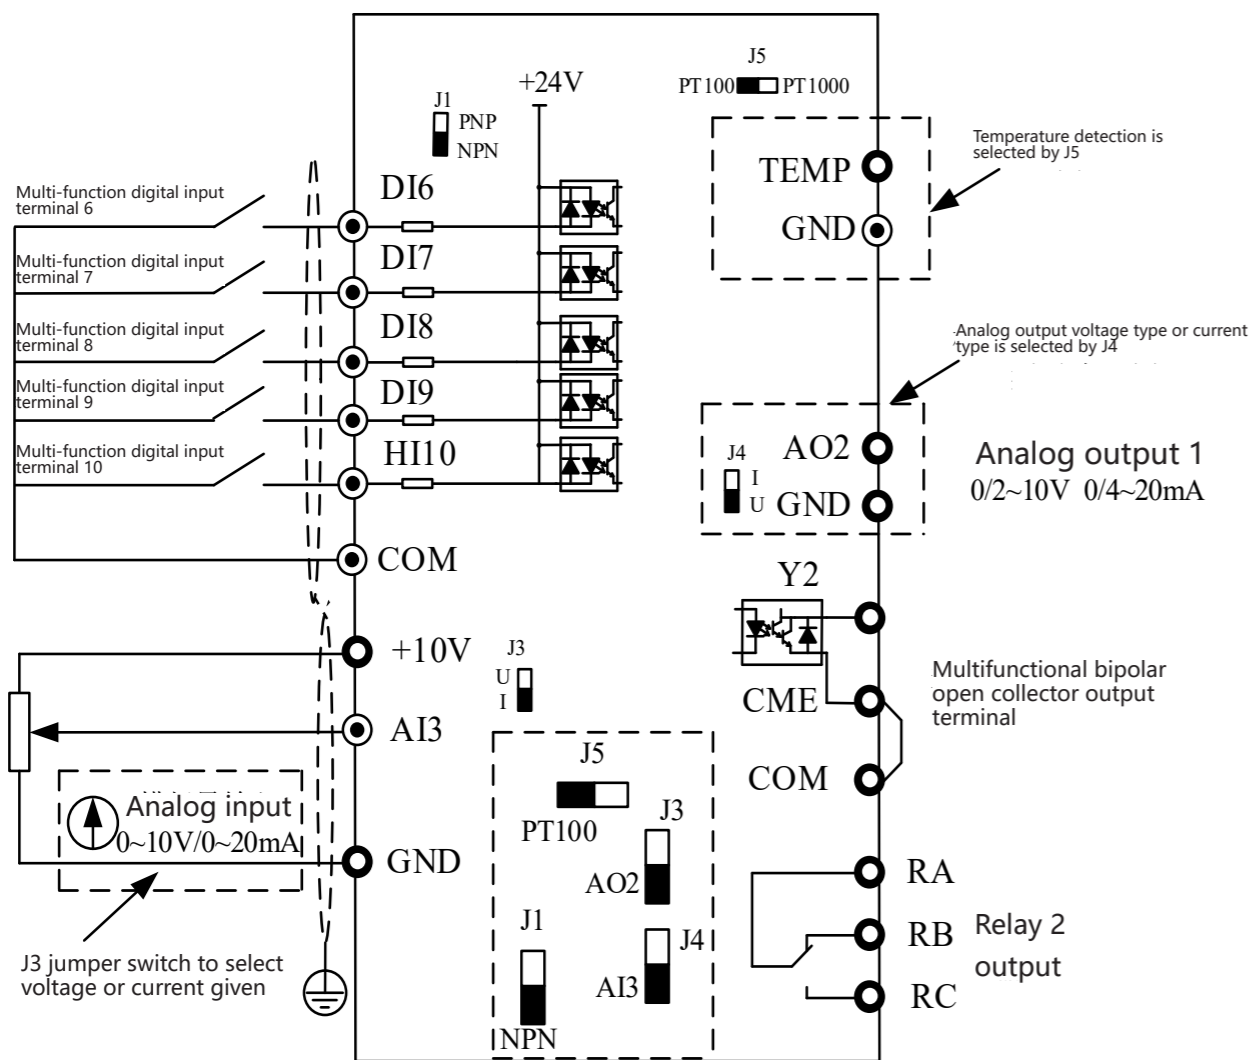 J5
PT100 PT1000
+24V
J1
PNP
NPN
Temperature detection is
selected by J5
TEMP
GND
Multi-function digital input
terminal 6
DI6
Multi-function digital input
terminal 7
DI7
Multi-function digital input
terminal 8
DI8
Multi-function digital input
terminal 9
DI9
Multi-function digital input
terminal 10
HI10
COM
Analog output voltage type or current
type is selected by J4
J4
I
U
AO2
GND
Analog output 1
0/2~10V 0/4~20mA
Y2
CME
COM
Multifunctional bipolar
open collector output
terminal
+10V
J3
U
I
AI3
Analog input
0~10V/0~20mA
GND
J3 jumper switch to select
voltage or current given
J5
PT100
J3
AO2
J1
NPN
J4
AI3
RA
RB
RC
Relay 2
output